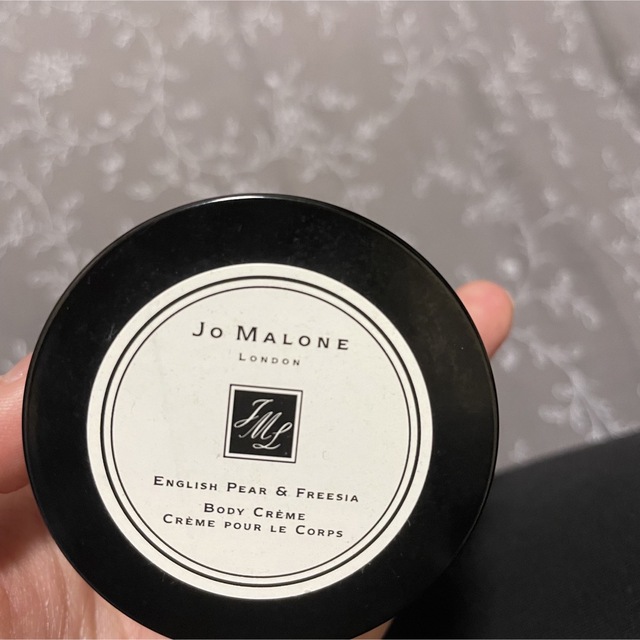 Jo Malone
London
JML
English Pear & Freesia
Body Crème
Crème pour le Corps